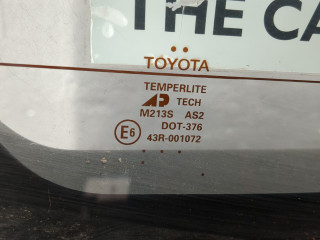 THE CA
TOYOTA
TEMPERLITE
AP TECH
M213S AS2
DOT-376
E6 43R-001072